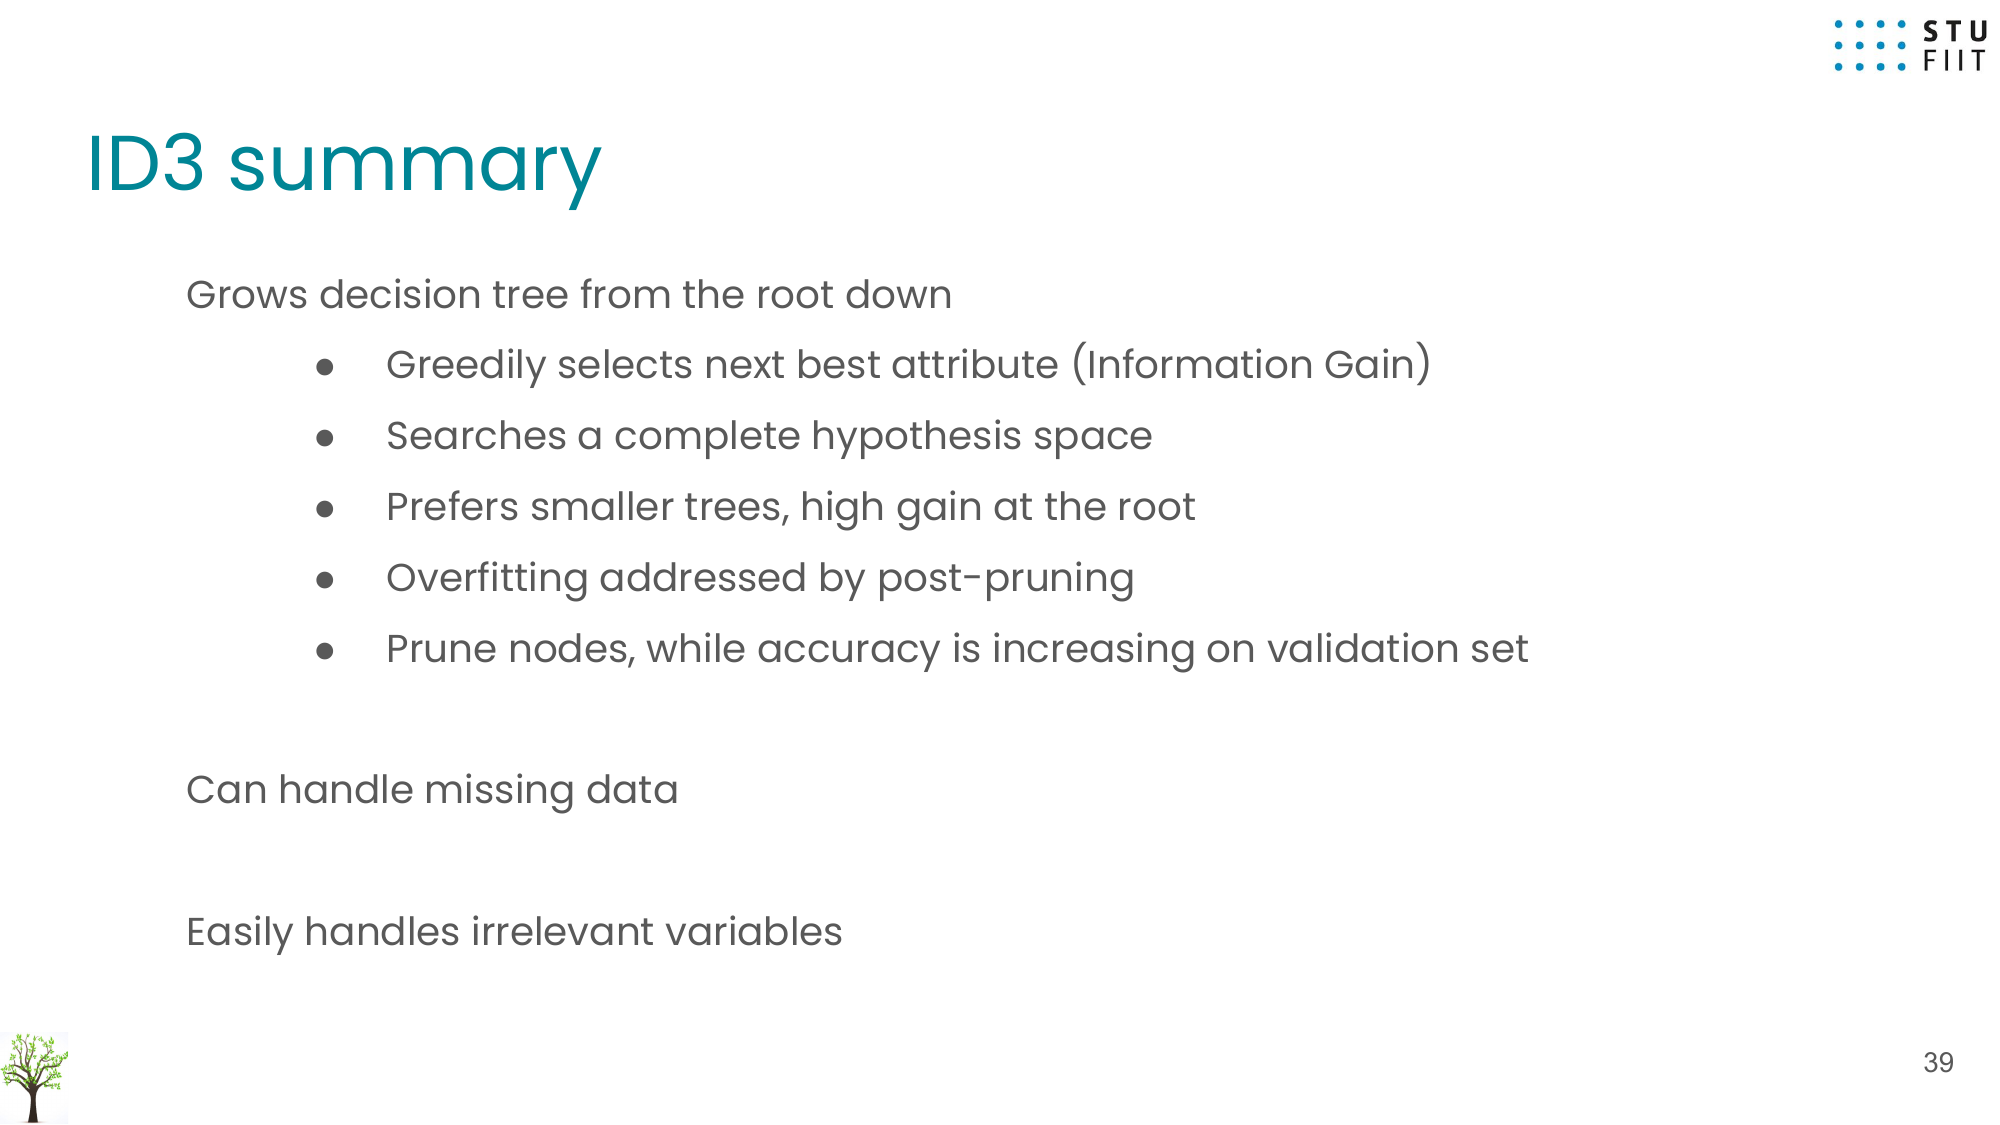 STU
FIIT
ID3 summary
Grows decision tree from the root down
● Greedily selects next best attribute (Information Gain)
● Searches a complete hypothesis space
● Prefers smaller trees, high gain at the root
● Overfitting addressed by post-pruning
● Prune nodes, while accuracy is increasing on validation set
Can handle missing data
Easily handles irrelevant variables
39